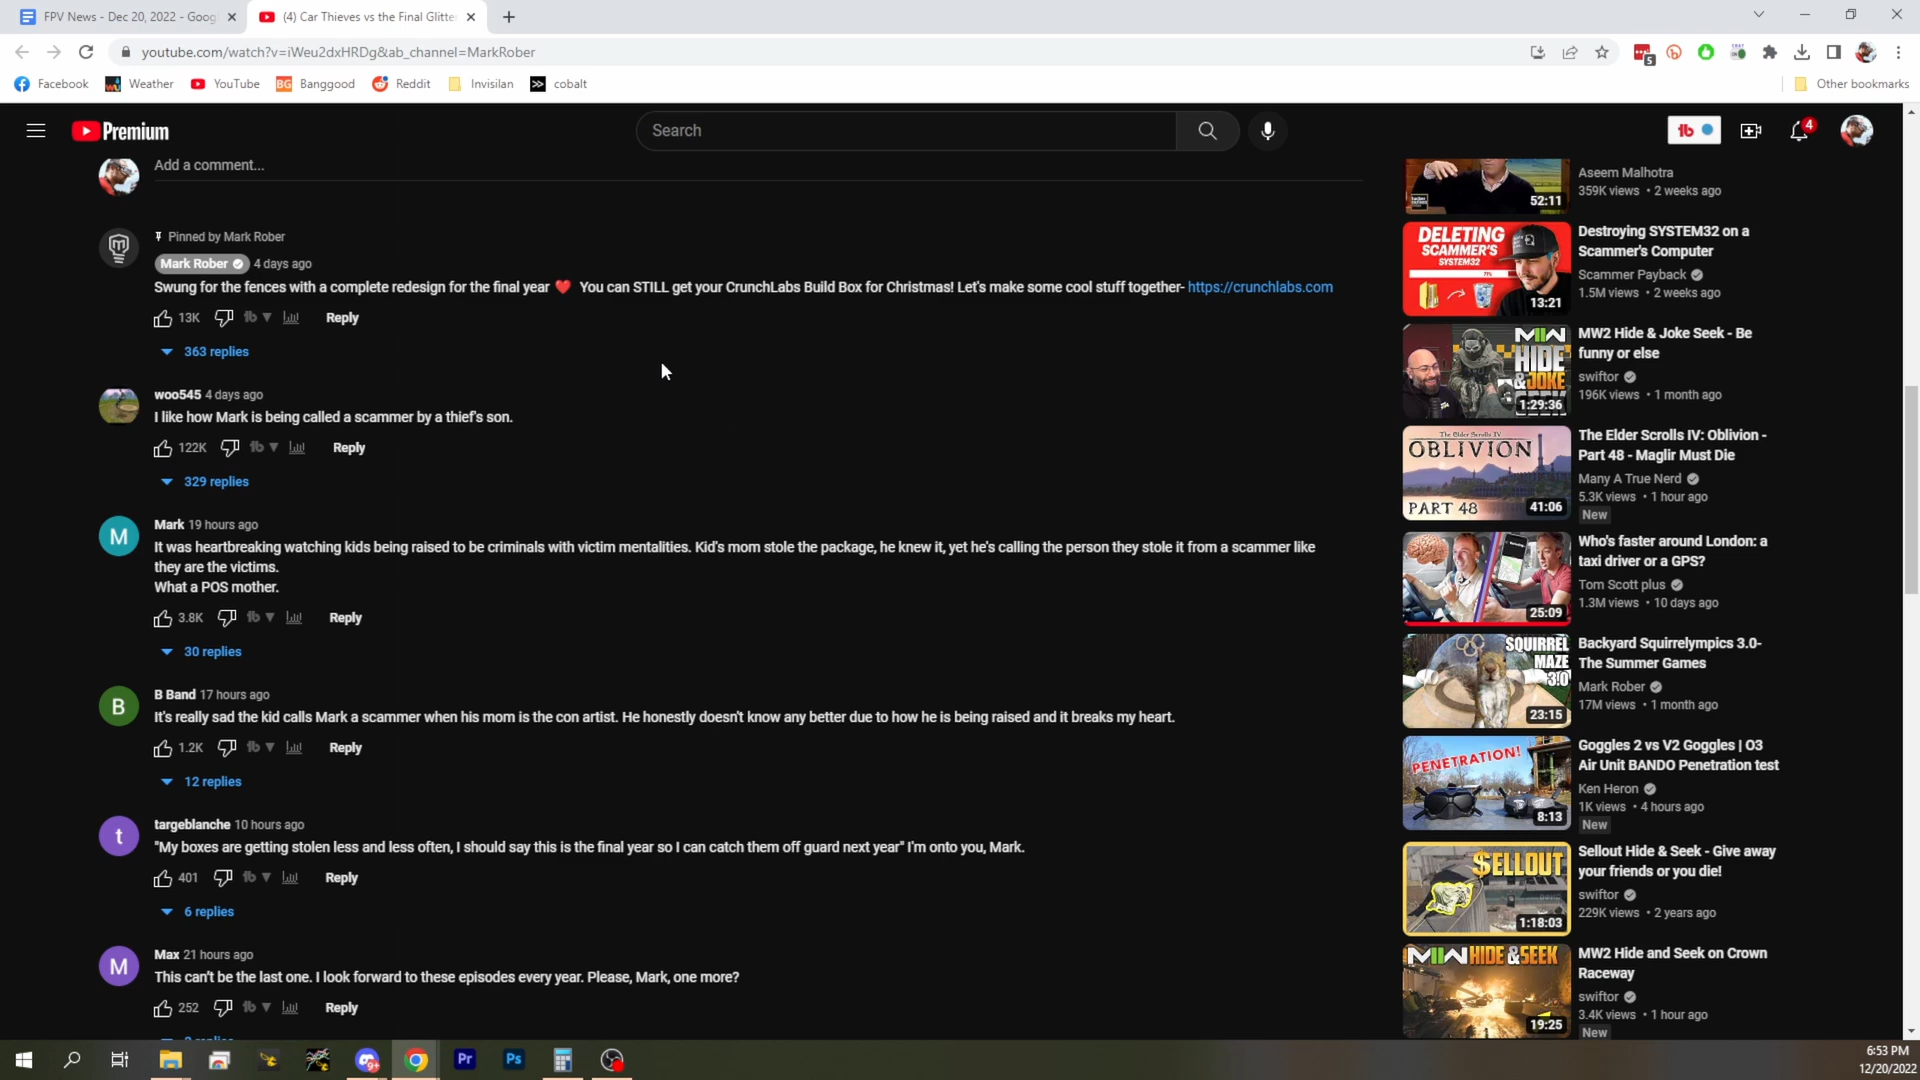 FPV News - Dec 20, 2022 - Goog
(4) Car Thieves vs the Final Glitter
youtube.com/watch?v=iWeu2dxHRDg&ab_channel=MarkRober
5
Facebook
Weather
YouTube
BG Banggood
Reddit
Invisilan
cobalt
Other bookmarks
Premium
Search
4
Add a comment...
Pinned by Mark Rober
Mark Rober 4 days ago
Swung for the fences with a complete redesign for the final year ❤ You can STILL get your CrunchLabs Build Box for Christmas! Let's make some cool stuff together- https://crunchlabs.com
13K Reply
363 replies
woo545 4 days ago
I like how Mark is being called a scammer by a thief's son.
122K Reply
329 replies
M
Mark 19 hours ago
It was heartbreaking watching kids being raised to be criminals with victim mentalities. Kid's mom stole the package, he knew it, yet he's calling the person they stole it from a scammer like
they are the victims.
What a POS mother.
3.8K Reply
30 replies
B
B Band 17 hours ago
It's really sad the kid calls Mark a scammer when his mom is the con artist. He honestly doesn't know any better due to how he is being raised and it breaks my heart.
1.2K Reply
12 replies
t
targeblanche 10 hours ago
"My boxes are getting stolen less and less often, I should say this is the final year so I can catch them off guard next year" I'm onto you, Mark.
401 Reply
6 replies
M
Max 21 hours ago
This can't be the last one. I look forward to these episodes every year. Please, Mark, one more?
252 Reply
52:11
Aseem Malhotra
359K views • 2 weeks ago
DELETING
SCAMMER'S
SYSTEM32
13:21
Destroying SYSTEM32 on a
Scammer's Computer
Scammer Payback
1.5M views • 2 weeks ago
MW
HIDE
&JOKE
SEEK
1:29:36
MW2 Hide & Joke Seek - Be
funny or else
swiftor
196K views • 1 month ago
The Elder Scrolls IV:
OBLIVION
PART 48
41:06
The Elder Scrolls IV: Oblivion -
Part 48 - Maglir Must Die
Many A True Nerd
5.3K views • 1 hour ago
New
25:09
Who's faster around London: a
taxi driver or a GPS?
Tom Scott plus
1.3M views • 10 days ago
SQUIRREL
MAZE
3.0
23:15
Backyard Squirrelympics 3.0-
The Summer Games
Mark Rober
17M views • 1 month ago
PENETRATION!
8:13
Goggles 2 vs V2 Goggles | O3
Air Unit BANDO Penetration test
Ken Heron
1K views • 4 hours ago
New
$ELLOUT
1:18:03
Sellout Hide & Seek - Give away
your friends or you die!
swiftor
229K views • 2 years ago
MW HIDE &SEEK
19:25
MW2 Hide and Seek on Crown
Raceway
swiftor
3.4K views • 1 hour ago
New
9+
Pr
Ps
6:53 PM
12/20/2022